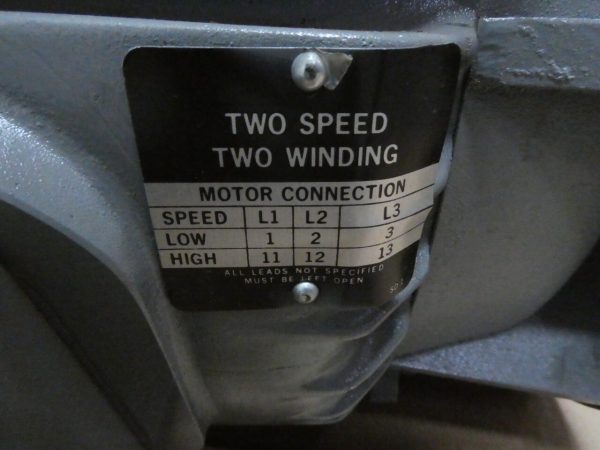 TWO SPEED
TWO WINDING
MOTOR CONNECTION
SPEED L1 L2 L3
LOW 1 2 3
HIGH 11 12 13
ALL LEADS NOT SPECIFIED
MUST BE LEFT OPEN